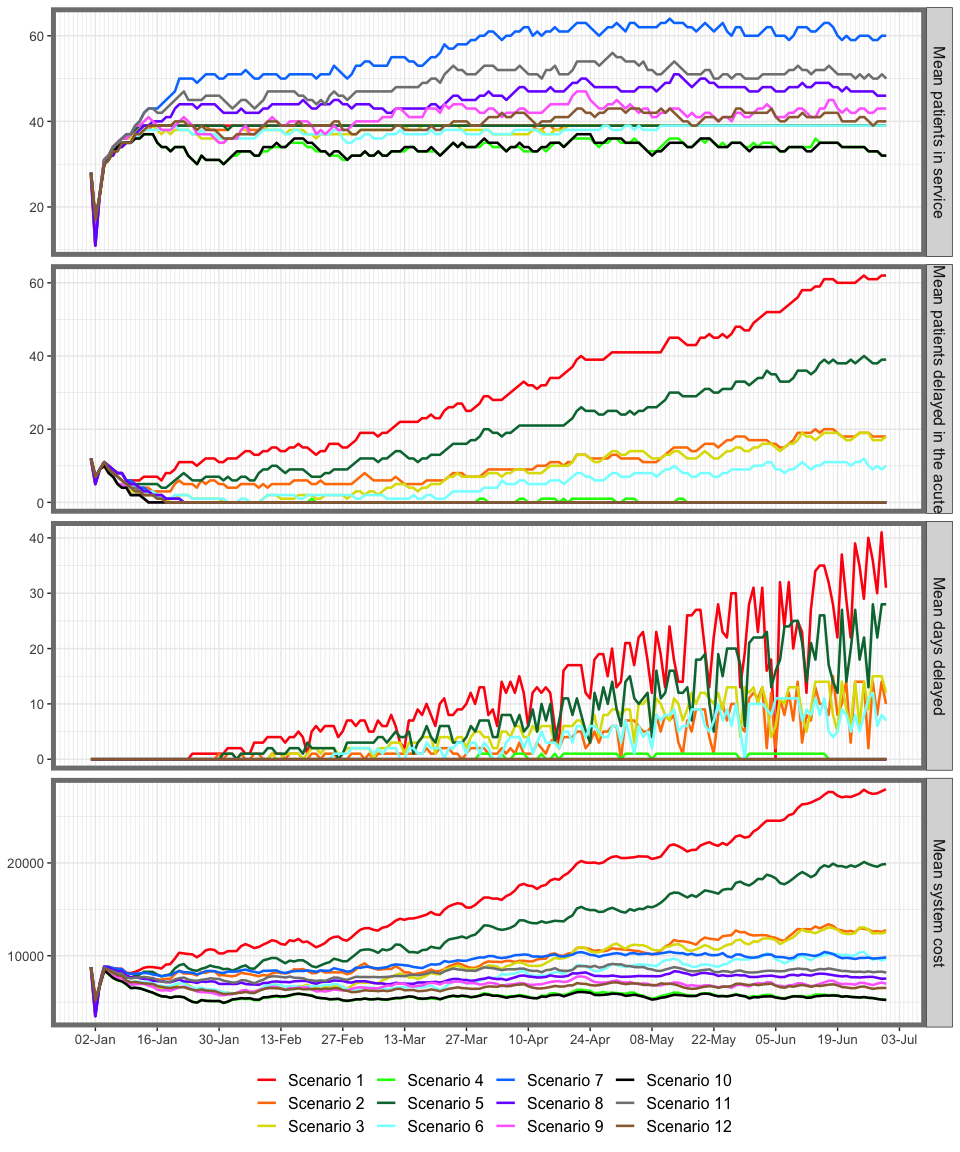 60
40
20
Mean patients in service
60
40
20
0
Mean patients delayed in the acute
40
30
20
10
0
Mean days delayed
20000
10000
Mean system cost
02-Jan 16-Jan 30-Jan 13-Feb 27-Feb 13-Mar 27-Mar 10-Apr 24-Apr 08-May 22-May 05-Jun 19-Jun 03-Jul
Scenario 1 Scenario 4 Scenario 7 Scenario 10
Scenario 2 Scenario 5 Scenario 8 Scenario 11
Scenario 3 Scenario 6 Scenario 9 Scenario 12